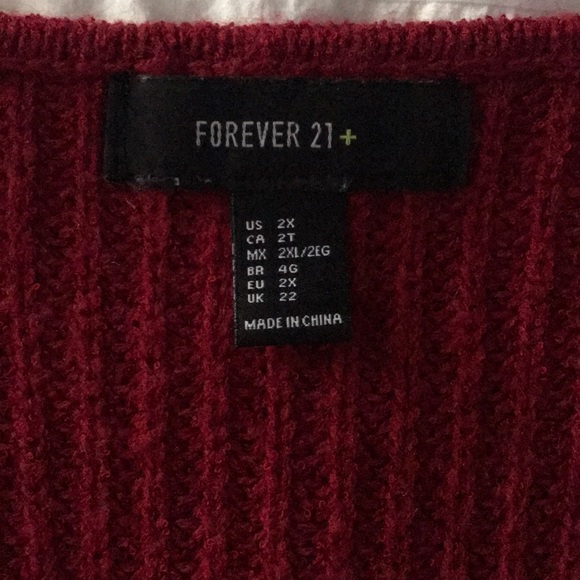 FOREVER 21+
US 2X
CA 2T
MX 2XL/2EG
BR 4G
EU 2X
UK 22
MADE IN CHINA